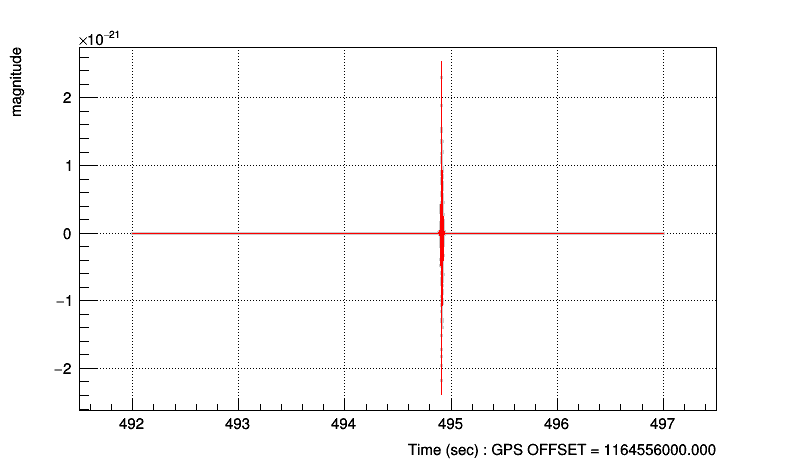 ×10⁻²¹
magnitude
2
1
0
−1
−2
492 493 494 495 496 497
Time (sec) : GPS OFFSET = 1164556000.000